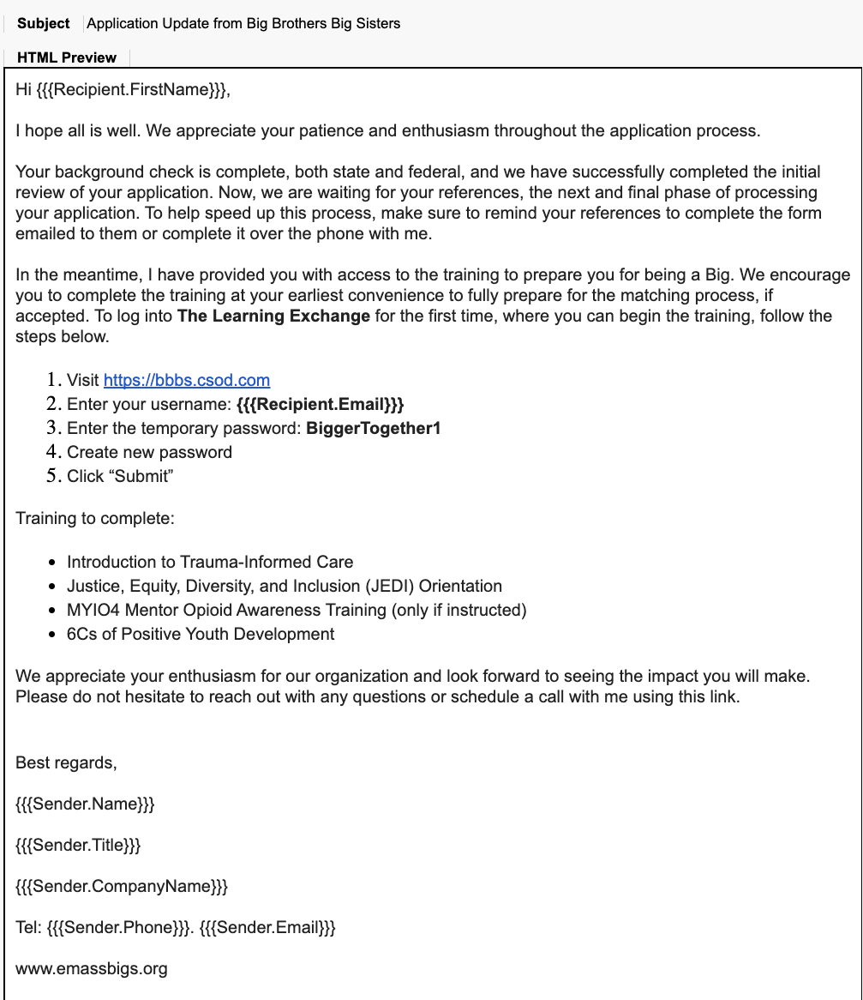 Subject Application Update from Big Brothers Big Sisters
HTML Preview
Hi {{{Recipient.FirstName}}},
I hope all is well. We appreciate your patience and enthusiasm throughout the application process.
Your background check is complete, both state and federal, and we have successfully completed the initial
review of your application. Now, we are waiting for your references, the next and final phase of processing
your application. To help speed up this process, make sure to remind your references to complete the form
emailed to them or complete it over the phone with me.
In the meantime, I have provided you with access to the training to prepare you for being a Big. We encourage
you to complete the training at your earliest convenience to fully prepare for the matching process, if
accepted. To log into The Learning Exchange for the first time, where you can begin the training, follow the
steps below.
1. Visit https://bbbs.csod.com
2. Enter your username: {{{Recipient.Email}}}
3. Enter the temporary password: BiggerTogether1
4. Create new password
5. Click “Submit”
Training to complete:
• Introduction to Trauma-Informed Care
• Justice, Equity, Diversity, and Inclusion (JEDI) Orientation
• MYIO4 Mentor Opioid Awareness Training (only if instructed)
• 6Cs of Positive Youth Development
We appreciate your enthusiasm for our organization and look forward to seeing the impact you will make.
Please do not hesitate to reach out with any questions or schedule a call with me using this link.
Best regards,
{{{Sender.Name}}}
{{{Sender.Title}}}
{{{Sender.CompanyName}}}
Tel: {{{Sender.Phone}}}. {{{Sender.Email}}}
www.emassbigs.org